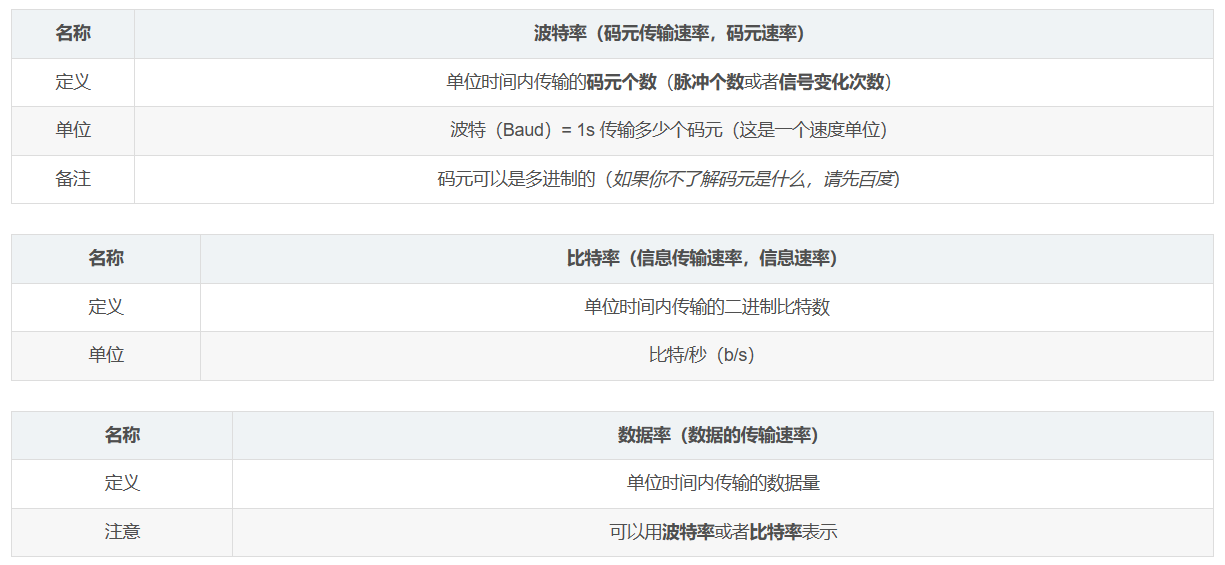 名称 波特率（码元传输速率，码元速率）
定义 单位时间内传输的码元个数（脉冲个数或者信号变化次数）
单位 波特（Baud）= 1s 传输多少个码元（这是一个速度单位）
备注 码元可以是多进制的（如果你不了解码元是什么，请先百度）
名称 比特率（信息传输速率，信息速率）
定义 单位时间内传输的二进制比特数
单位 比特/秒（b/s）
名称 数据率（数据的传输速率）
定义 单位时间内传输的数据量
注意 可以用波特率或者比特率表示